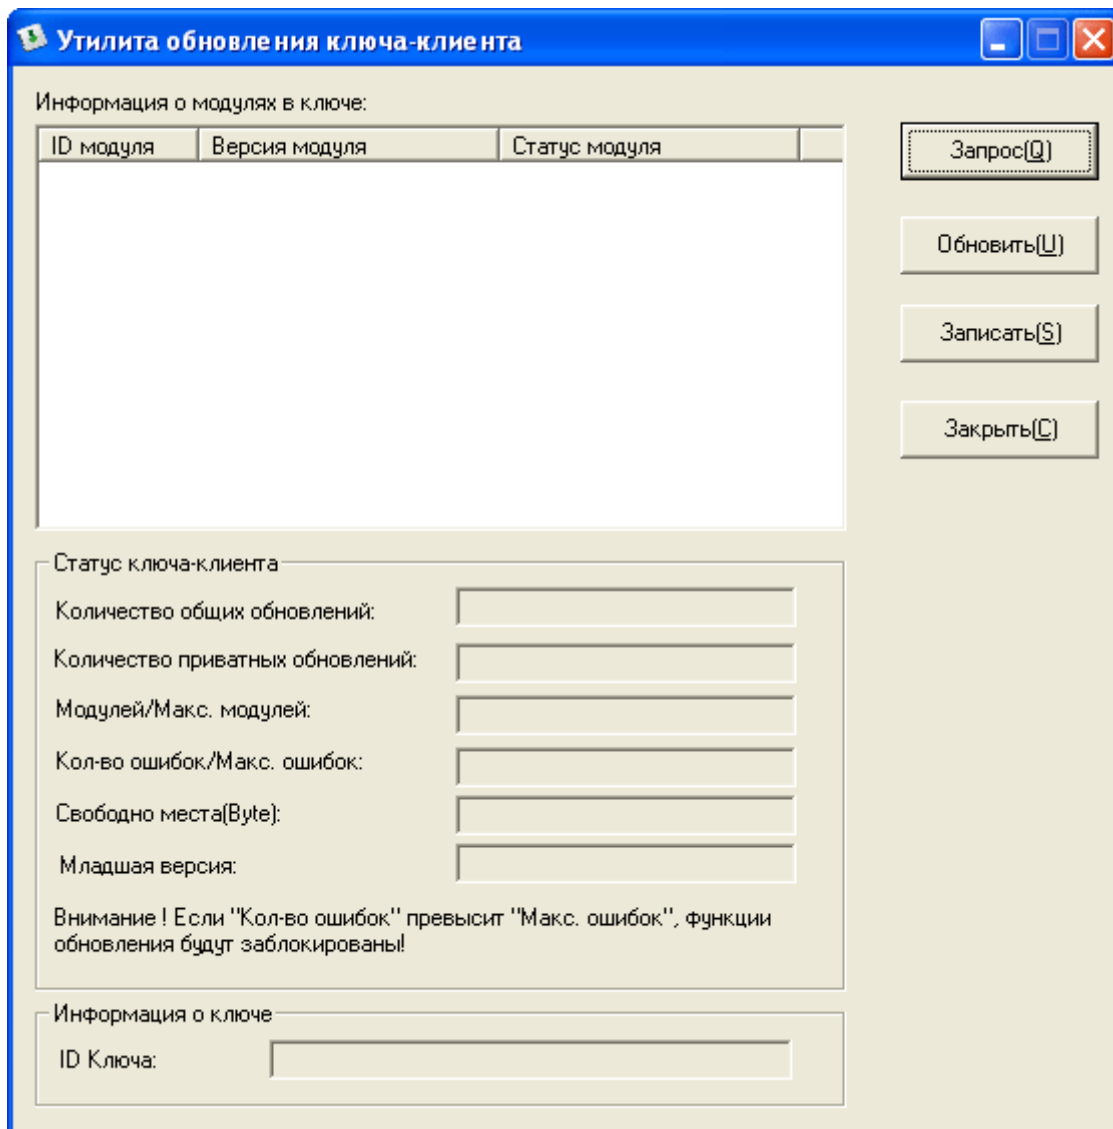 Утилита обновления ключа-клиента
Информация о модулях в ключе:
ID модуля Версия модуля Статус модуля
Запрос(Q)
Обновить(U)
Записать(S)
Закрыть(C)
Статус ключа-клиента
Количество общих обновлений:
Количество приватных обновлений:
Модулей/Макс. модулей:
Кол-во ошибок/Макс. ошибок:
Свободно места(Byte):
Младшая версия:
Внимание ! Если "Кол-во ошибок" превысит "Макс. ошибок", функции
обновления будут заблокированы!
Информация о ключе
ID Ключа: